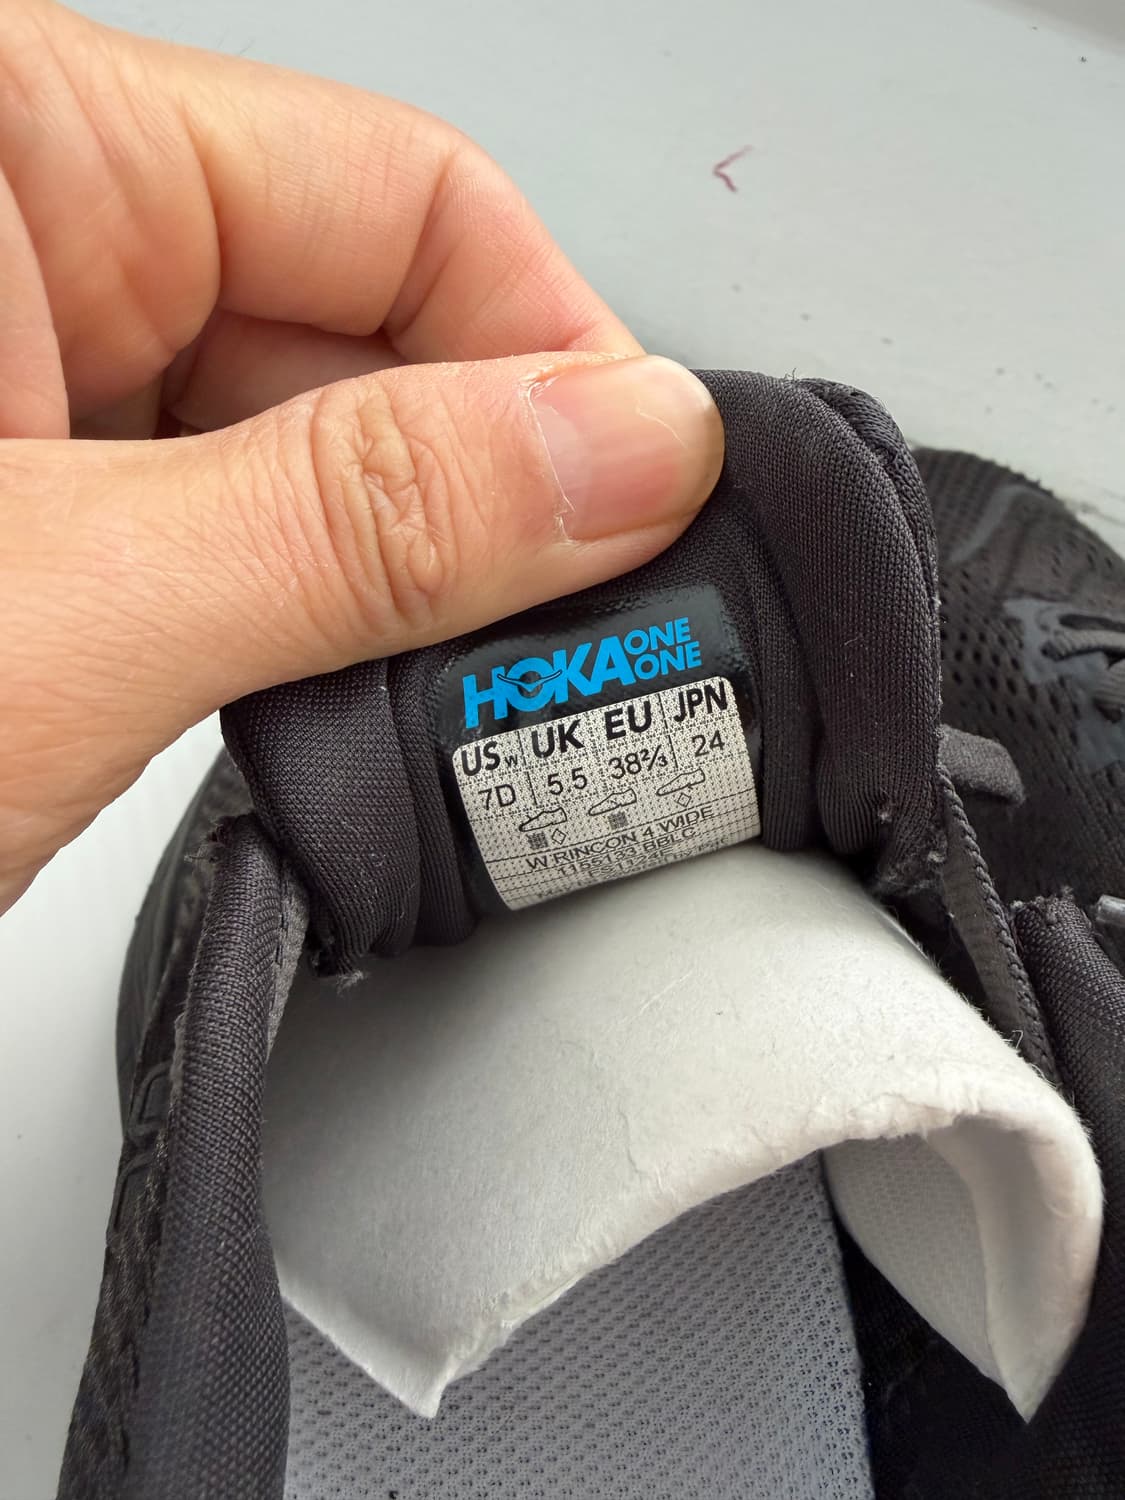 HOKA ONE ONE
US W UK EU JPN
7D 5 5 38⅔ 24
W RINCON 4 WIDE